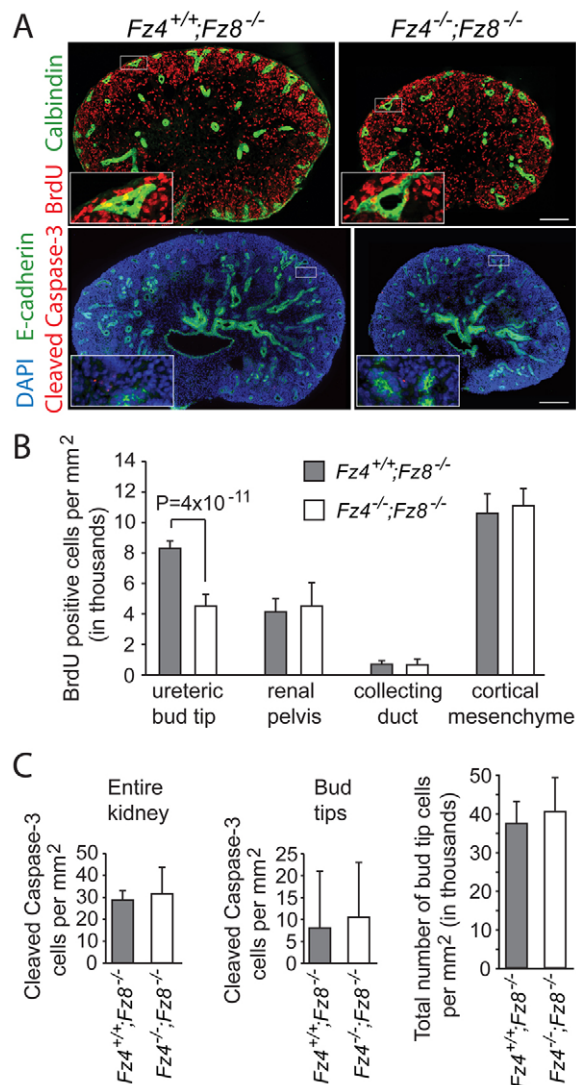 A
Fz4+/+;Fz8-/-
Fz4-/-;Fz8-/-
BrdU Calbindin
DAPI E-cadherin
Cleaved Caspase-3
B
BrdU positive cells per mm2
(in thousands)
14
12
10
8
6
4
2
0
P=4x10-11
Fz4+/+;Fz8-/-
Fz4-/-;Fz8-/-
ureteric
bud tip
renal
pelvis
collecting
duct
cortical
mesenchyme
C
Entire
kidney
Cleaved Caspase-3
cells per mm2
50
40
30
20
10
0
Fz4+/+;Fz8-/-
Fz4-/-;Fz8-/-
Bud
tips
Cleaved Caspase-3
cells per mm2
25
20
15
10
5
0
Fz4+/+;Fz8-/-
Fz4-/-;Fz8-/-
Total number of bud tip cells
per mm2 (in thousands)
50
40
30
20
10
0
Fz4+/+;Fz8-/-
Fz4-/-;Fz8-/-